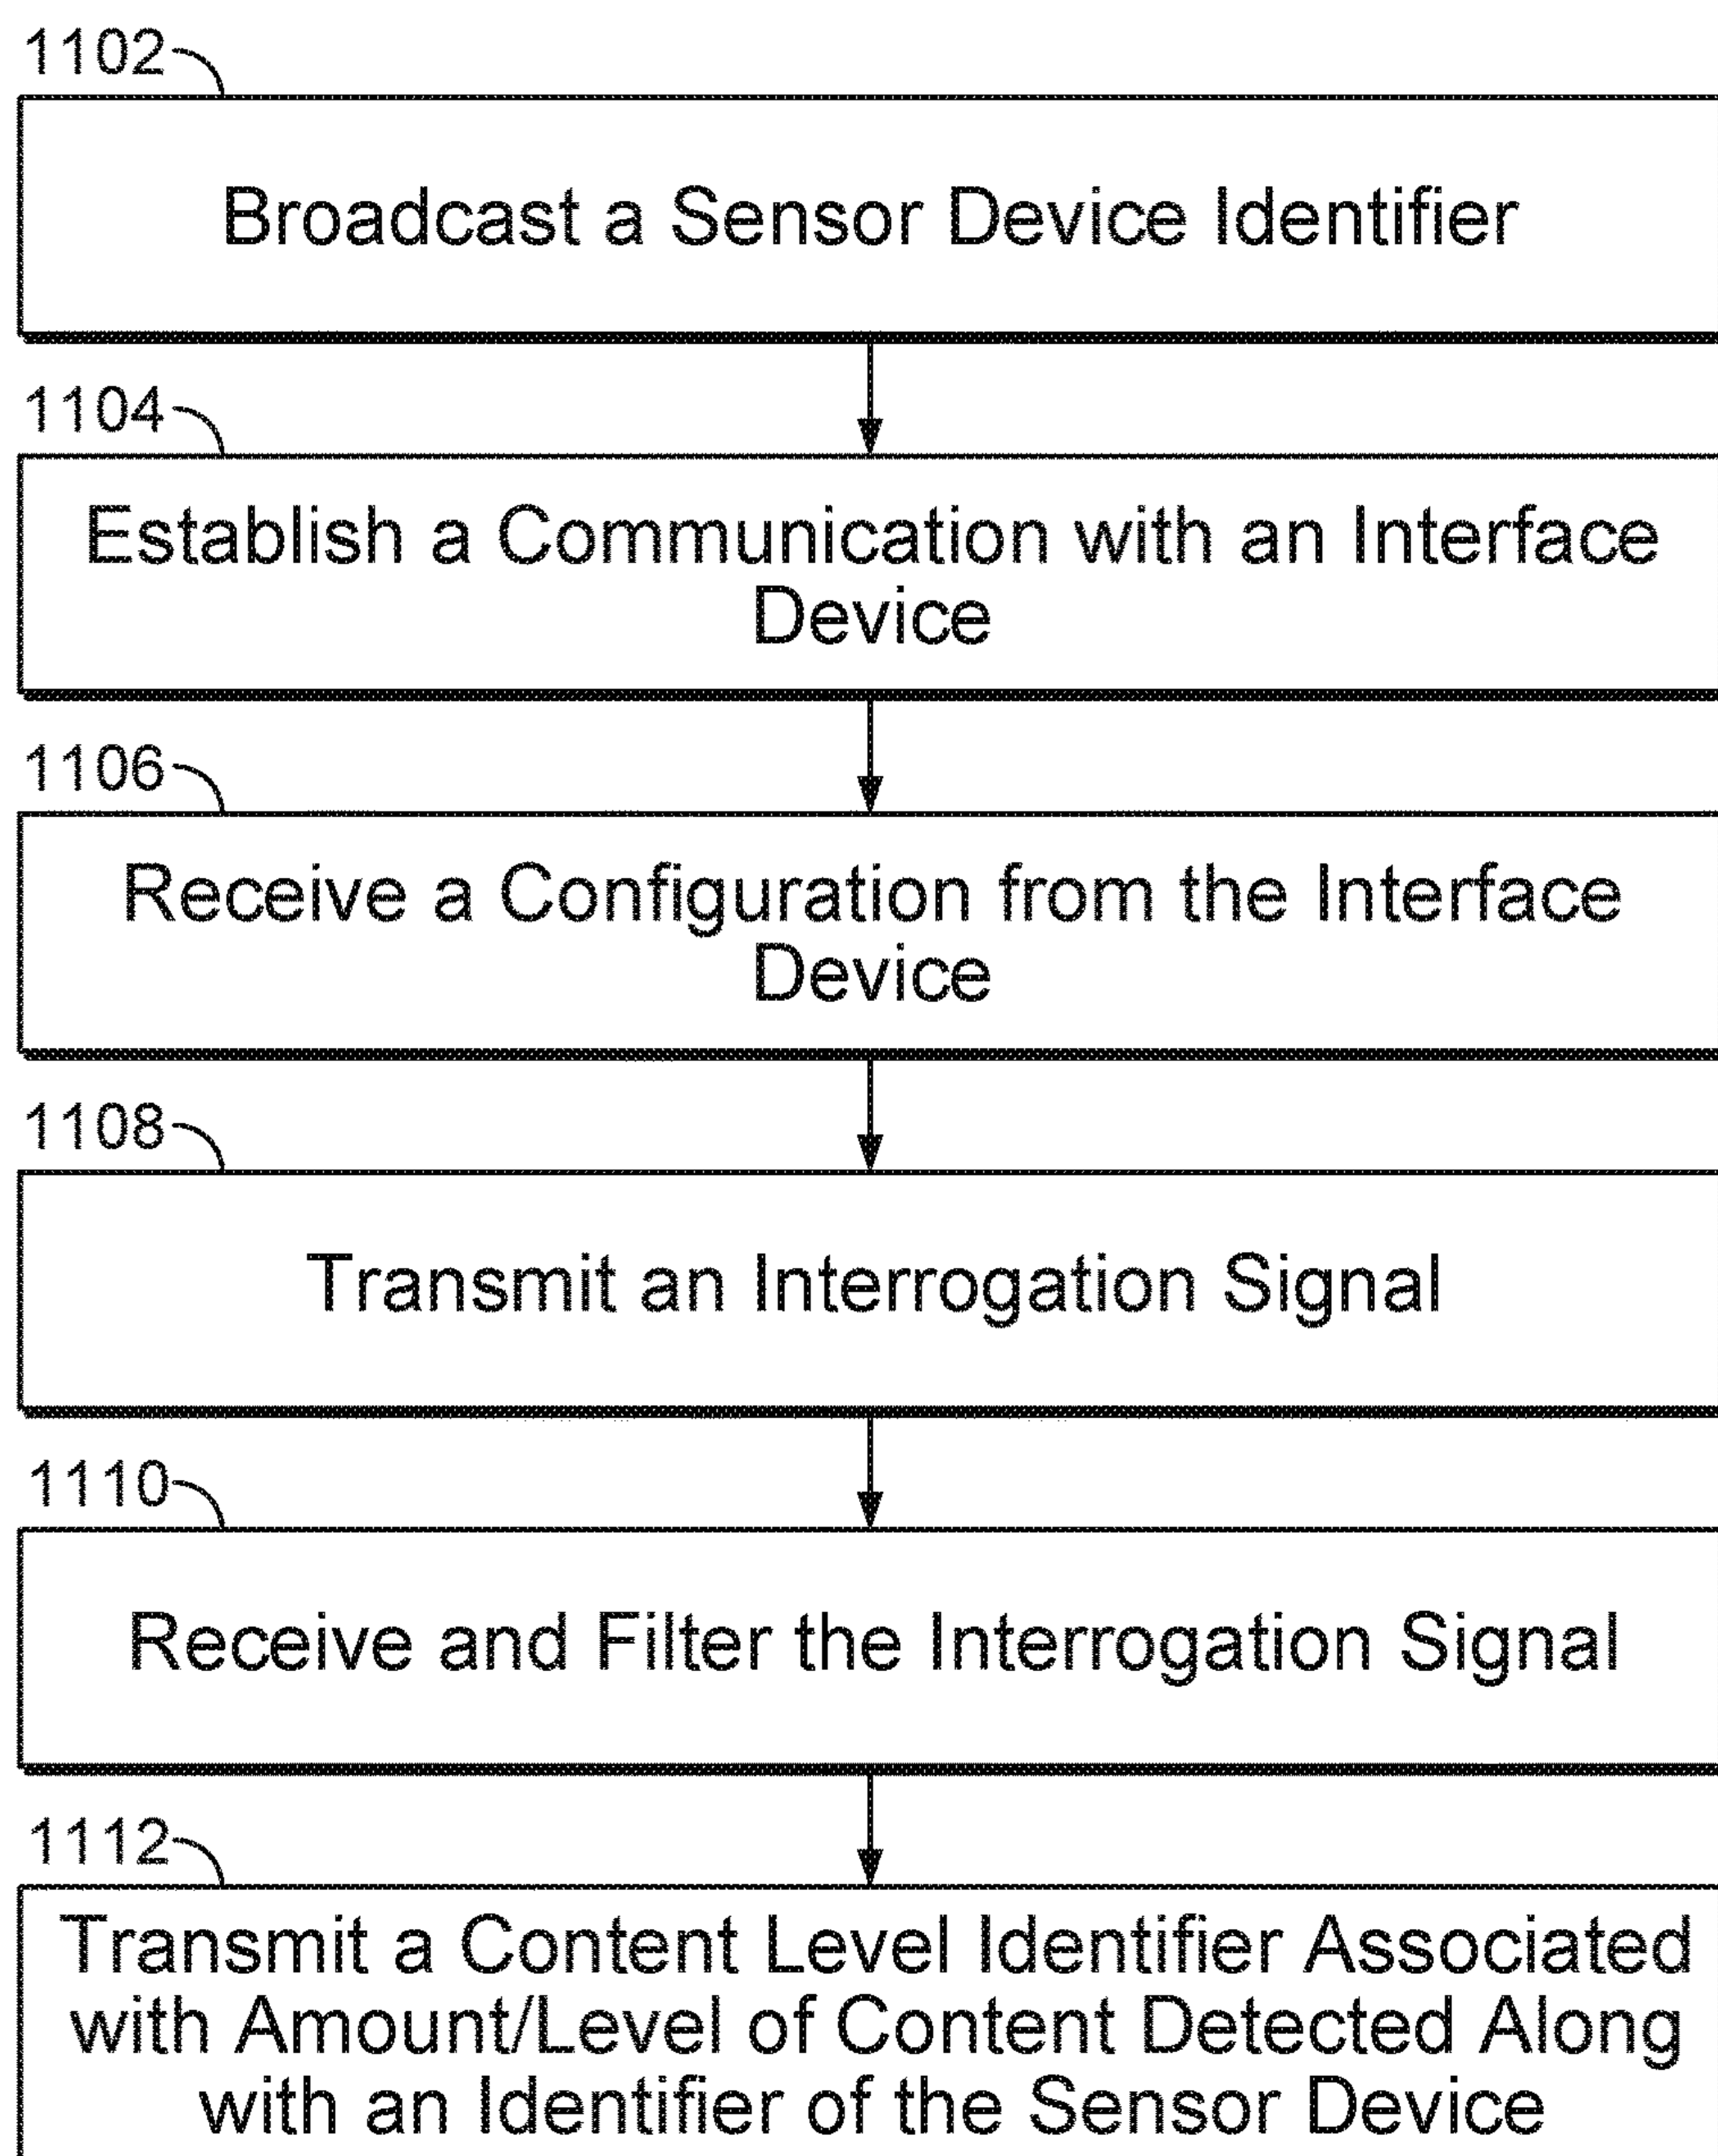 1102
Broadcast a Sensor Device Identifier
1104
Establish a Communication with an Interface
Device
1106
Receive a Configuration from the Interface
Device
1108
Transmit an Interrogation Signal
1110
Receive and Filter the Interrogation Signal
1112
Transmit a Content Level Identifier Associated
with Amount/Level of Content Detected Along
with an Identifier of the Sensor Device